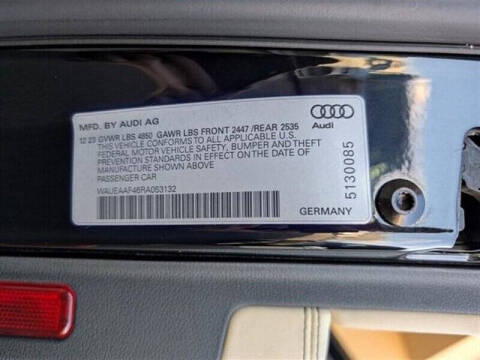 MFD. BY AUDI AG
12 23 GVWR LBS 4850 GAWR LBS FRONT 2447 /REAR 2535
THIS VEHICLE CONFORMS TO ALL APPLICABLE U.S.
FEDERAL MOTOR VEHICLE SAFETY, BUMPER AND THEFT
PREVENTION STANDARDS IN EFFECT ON THE DATE OF
MANUFACTURE SHOWN ABOVE
PASSENGER CAR
WAUEAAF46RA053132
Audi
5130085
GERMANY